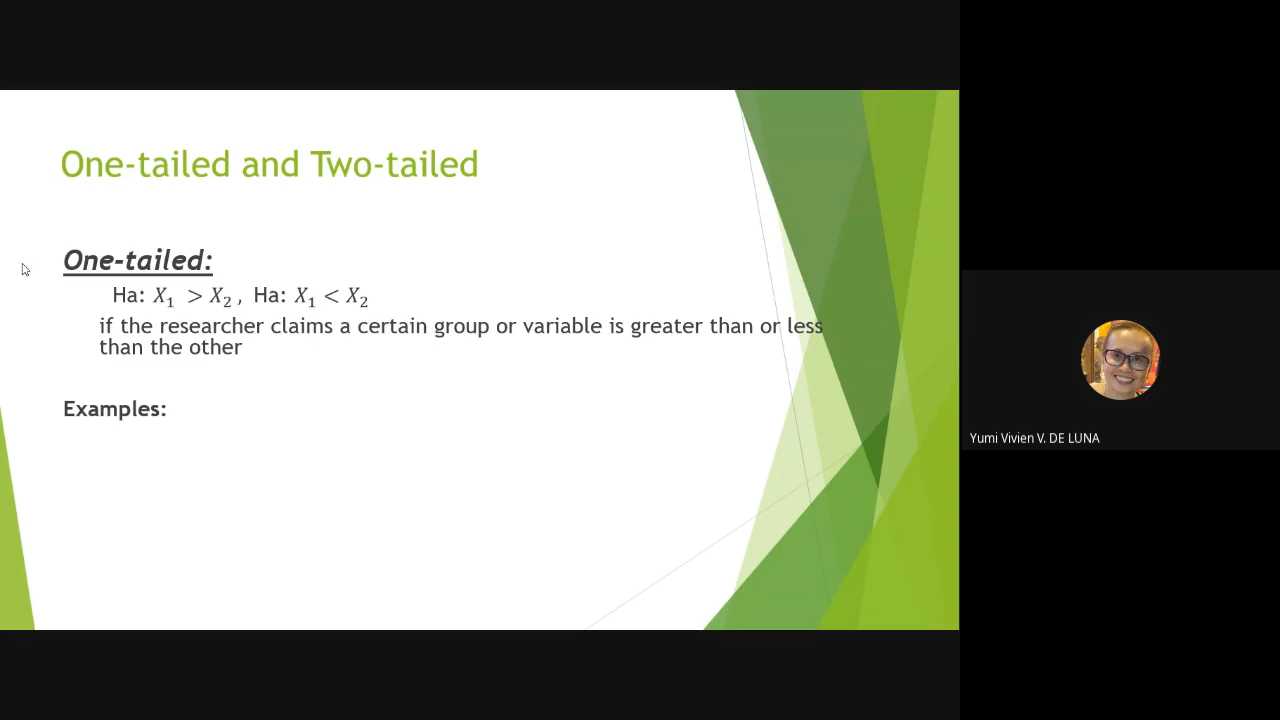 One-tailed and Two-tailed
One-tailed:
Ha: X₁ > X₂ , Ha: X₁ < X₂
if the researcher claims a certain group or variable is greater than or less
than the other
Examples:
Yumi Vivien V. DE LUNA